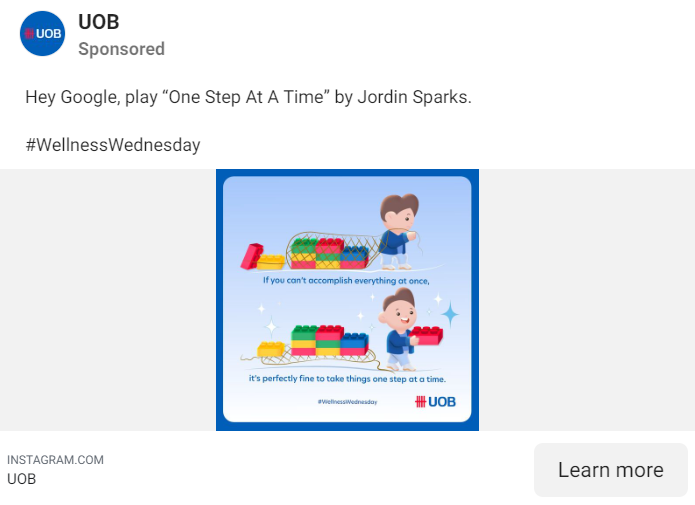 UOB
UOB
Sponsored
Hey Google, play “One Step At A Time” by Jordin Sparks.
#WellnessWednesday
If you can't accomplish everything at once,
it's perfectly fine to take things one step at a time.
#WellnessWednesday
UOB
INSTAGRAM.COM
UOB
Learn more